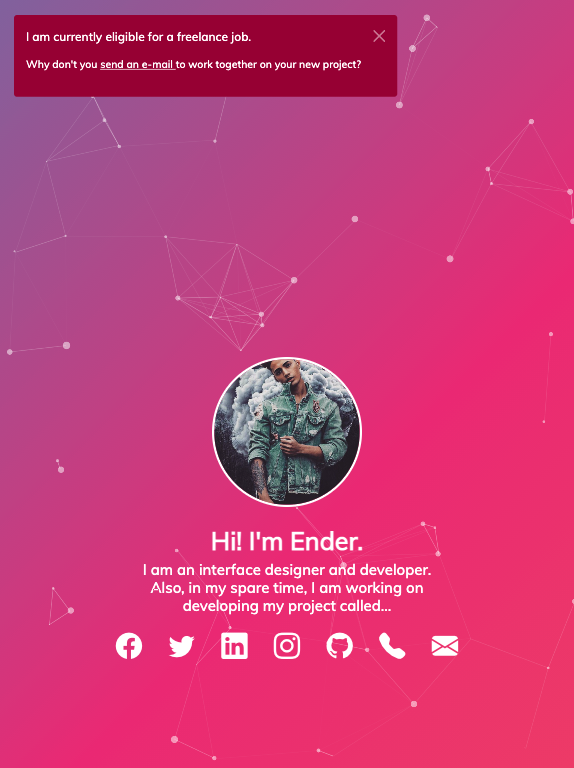 I am currently eligible for a freelance job.
Why don't you send an e-mail to work together on your new project?
Hi! I'm Ender.
I am an interface designer and developer.
Also, in my spare time, I am working on
developing my project called...